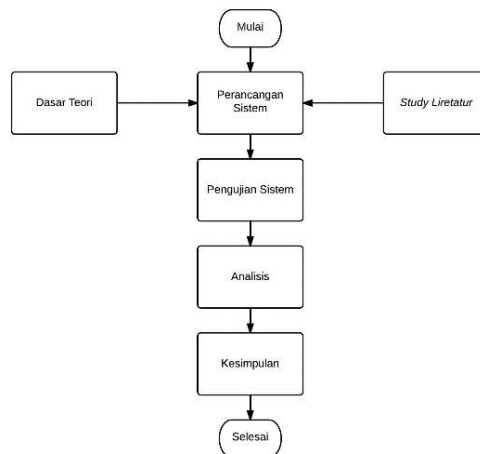 Mulai
Dasar Teori
Perancangan
Sistem
Study Liretatur
Pengujian Sistem
Analisis
Kesimpulan
Selesai